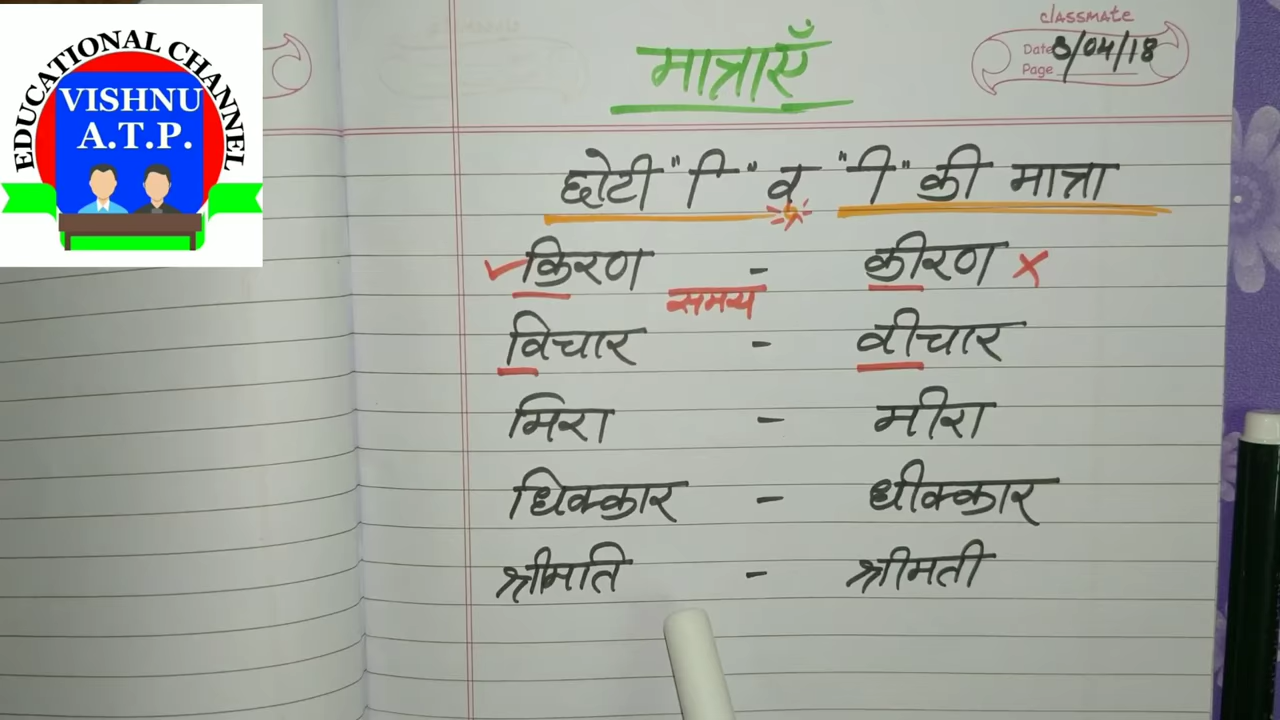 EDUCATIONAL CHANNEL
VISHNU
A.T.P.
classmate
Date 8/04/18
Page
मात्राएँ
छोटी "ि" व "ी" की मात्रा
✓ किरण - कीरण ×
समय
विचार - वीचार
मिरा - मीरा
धिक्कार - धीक्कार
श्रीमति - श्रीमती